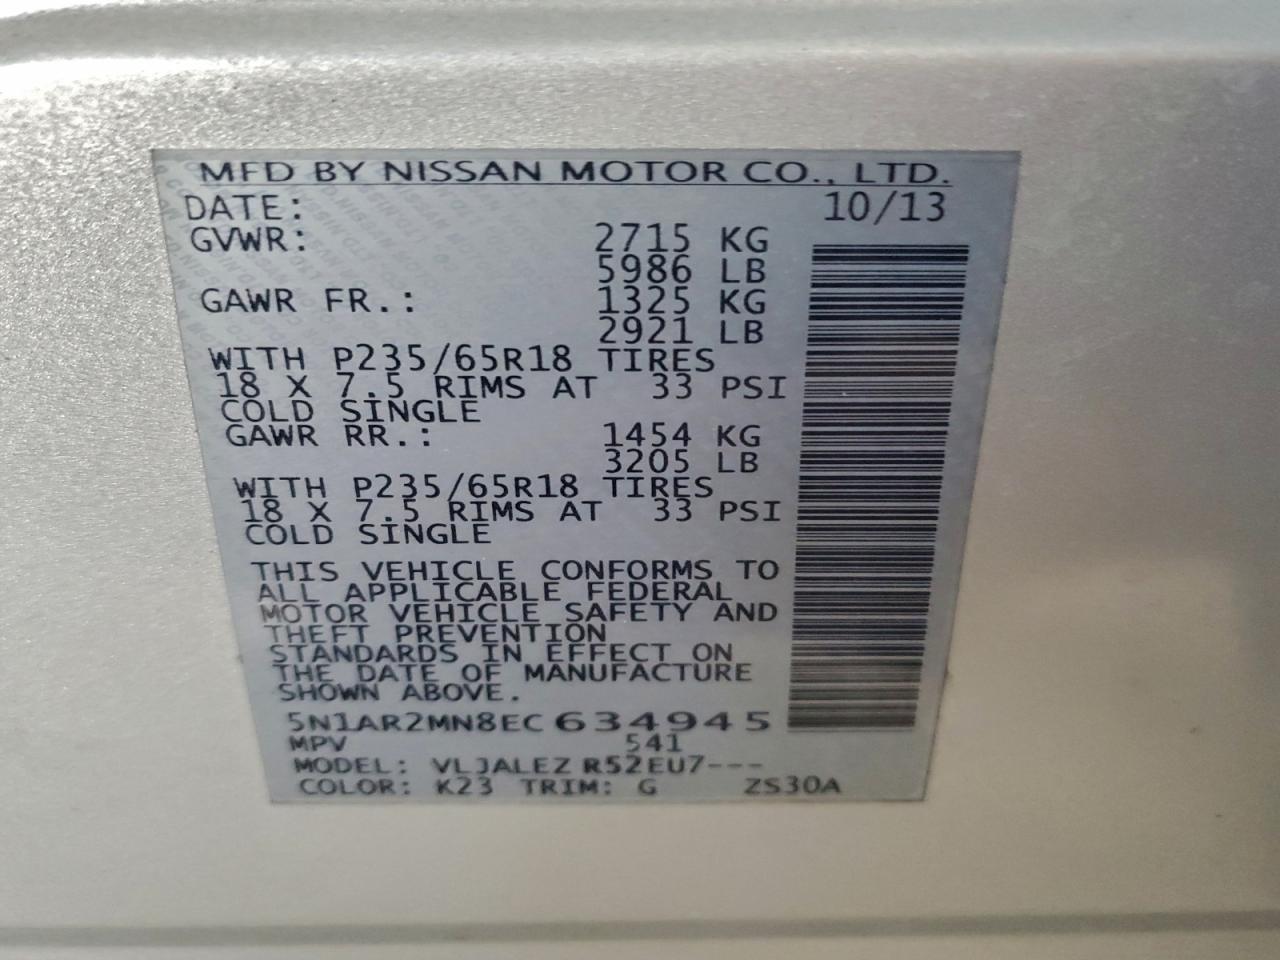 MFD BY NISSAN MOTOR CO., LTD.
DATE: 10/13
GVWR: 2715 KG
5986 LB
GAWR FR.: 1325 KG
2921 LB
WITH P235/65R18 TIRES
18 X 7.5 RIMS AT 33 PSI
COLD SINGLE
GAWR RR.: 1454 KG
3205 LB
WITH P235/65R18 TIRES
18 X 7.5 RIMS AT 33 PSI
COLD SINGLE
THIS VEHICLE CONFORMS TO
ALL APPLICABLE FEDERAL
MOTOR VEHICLE SAFETY AND
THEFT PREVENTION
STANDARDS IN EFFECT ON
THE DATE OF MANUFACTURE
SHOWN ABOVE.
5N1AR2MN8EC634945
MPV 541
MODEL: VLJALEZ R52EU7---
COLOR: K23 TRIM: G ZS30A